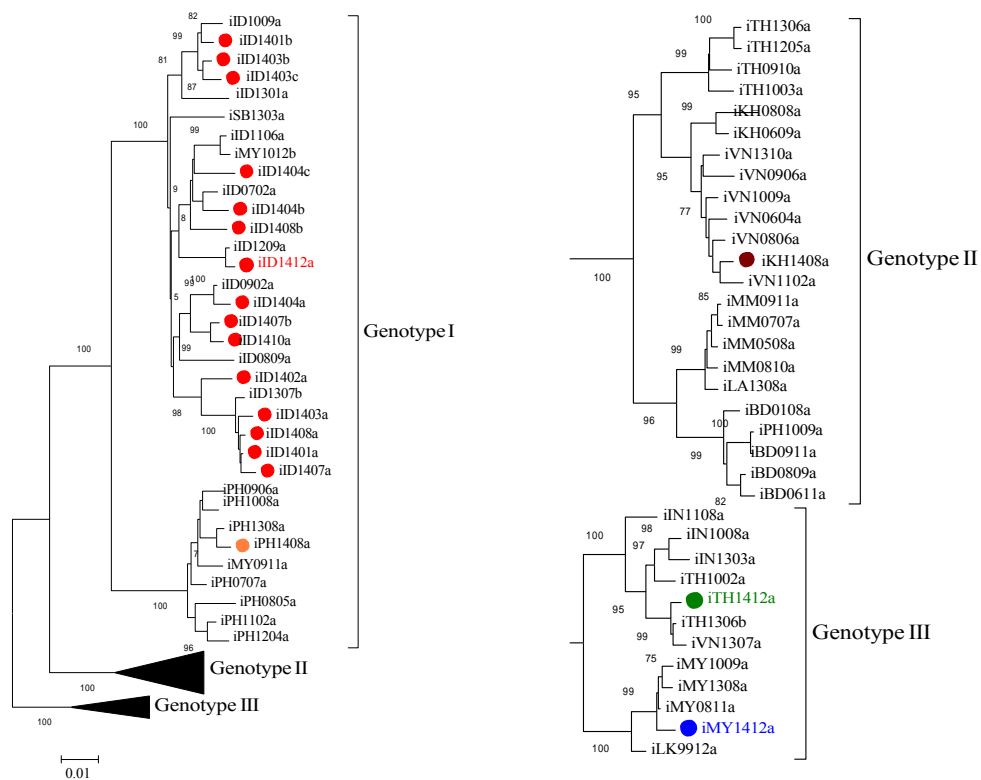 82
iID1009a
99
iID1401b
81
iID1403b
iID1403c
87
iID1301a
100
iSB1303a
99
iID1106a
iMY1012b
iID1404c
9
iID0702a
8
iID1404b
iID1408b
iID1209a
iID1412a
99
100
iID0902a
5
iID1404a
iID1407b
iID1410a
99
iID0809a
iID1402a
98
iID1307b
iID1403a
100
iID1408a
iID1401a
iID1407a
Genotype I
100
iPH0906a
iPH1008a
iPH1308a
iPH1408a
7
iMY0911a
iPH0707a
100
iPH0805a
iPH1102a
iPH1204a
96
Genotype II
100
Genotype III
100
0.01
100
iTH1306a
iTH1205a
99
iTH0910a
iTH1003a
95
99
iKH0808a
iKH0609a
95
iVN1310a
iVN0906a
77
iVN1009a
iVN0604a
iVN0806a
iKH1408a
iVN1102a
100
Genotype II
85
iMM0911a
iMM0707a
99
iMM0508a
iMM0810a
iLA1308a
96
iBD0108a
100
iPH1009a
99
iBD0911a
iBD0809a
iBD0611a
82
iIN1108a
100
98
iIN1008a
97
iIN1303a
iTH1002a
iTH1412a
95
iTH1306b
99
iVN1307a
Genotype III
75
iMY1009a
99
iMY1308a
iMY0811a
iMY1412a
100
iLK9912a